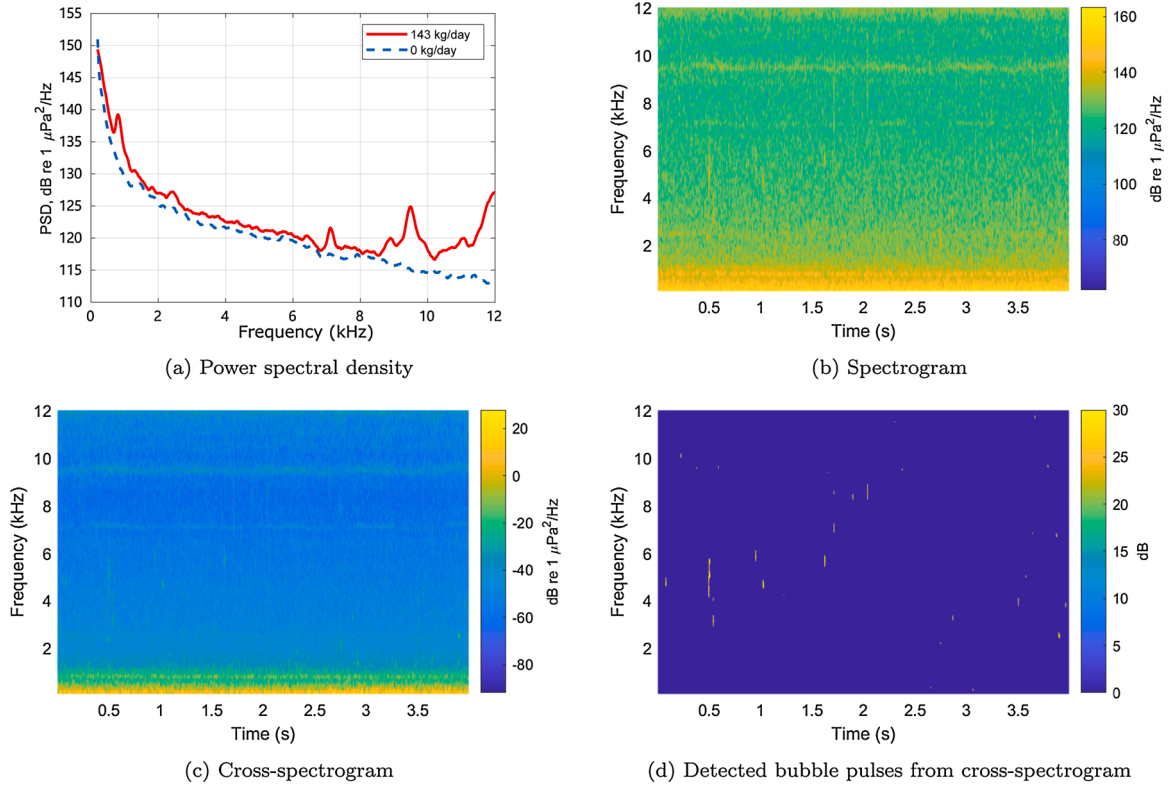 155
150
145
140
135
130
125
120
115
110
PSD, dB re 1 μPa²/Hz
143 kg/day
0 kg/day
0 2 4 6 8 10 12
Frequency (kHz)
(a) Power spectral density
12
10
8
6
4
2
Frequency (kHz)
0.5 1 1.5 2 2.5 3 3.5
Time (s)
160
140
120
100
80
dB re 1 μPa²/Hz
(b) Spectrogram
12
10
8
6
4
2
Frequency (kHz)
0.5 1 1.5 2 2.5 3 3.5
Time (s)
20
0
-20
-40
-60
-80
dB re 1 μPa²/Hz
(c) Cross-spectrogram
12
10
8
6
4
2
Frequency (kHz)
0.5 1 1.5 2 2.5 3 3.5
Time (s)
30
25
20
15
10
5
0
dB
(d) Detected bubble pulses from cross-spectrogram